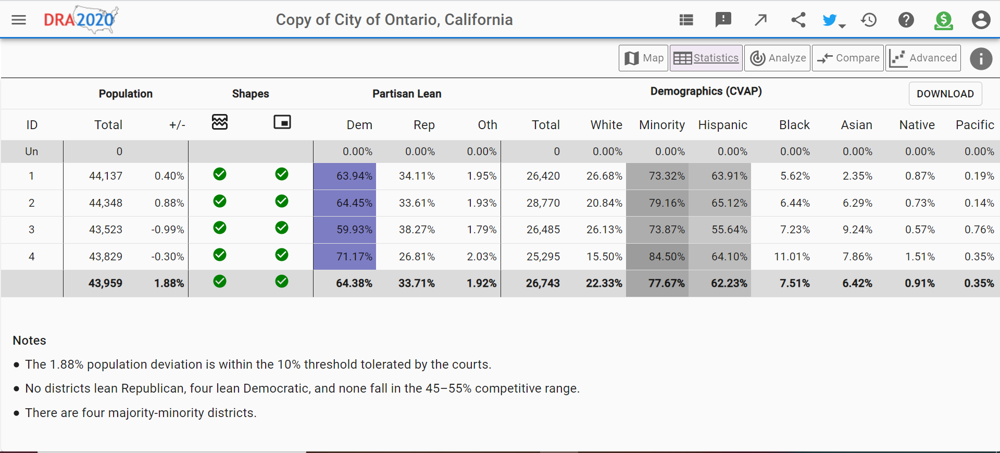 DRA2020 Copy of City of Ontario, California
Map Statistics Analyze Compare Advanced
Population Shapes Partisan Lean Demographics (CVAP) DOWNLOAD
ID Total +/- Dem Rep Oth Total White Minority Hispanic Black Asian Native Pacific
Un 0 0.00% 0.00% 0.00% 0 0.00% 0.00% 0.00% 0.00% 0.00% 0.00% 0.00%
1 44,137 0.40% 63.94% 34.11% 1.95% 26,420 26.68% 73.32% 63.91% 5.62% 2.35% 0.87% 0.19%
2 44,348 0.88% 64.45% 33.61% 1.93% 28,770 20.84% 79.16% 65.12% 6.44% 6.29% 0.73% 0.14%
3 43,523 -0.99% 59.93% 38.27% 1.79% 26,485 26.13% 73.87% 55.64% 7.23% 9.24% 0.57% 0.76%
4 43,829 -0.30% 71.17% 26.81% 2.03% 25,295 15.50% 84.50% 64.10% 11.01% 7.86% 1.51% 0.35%
43,959 1.88% 64.38% 33.71% 1.92% 26,743 22.33% 77.67% 62.23% 7.51% 6.42% 0.91% 0.35%
Notes
● The 1.88% population deviation is within the 10% threshold tolerated by the courts.
● No districts lean Republican, four lean Democratic, and none fall in the 45–55% competitive range.
● There are four majority-minority districts.